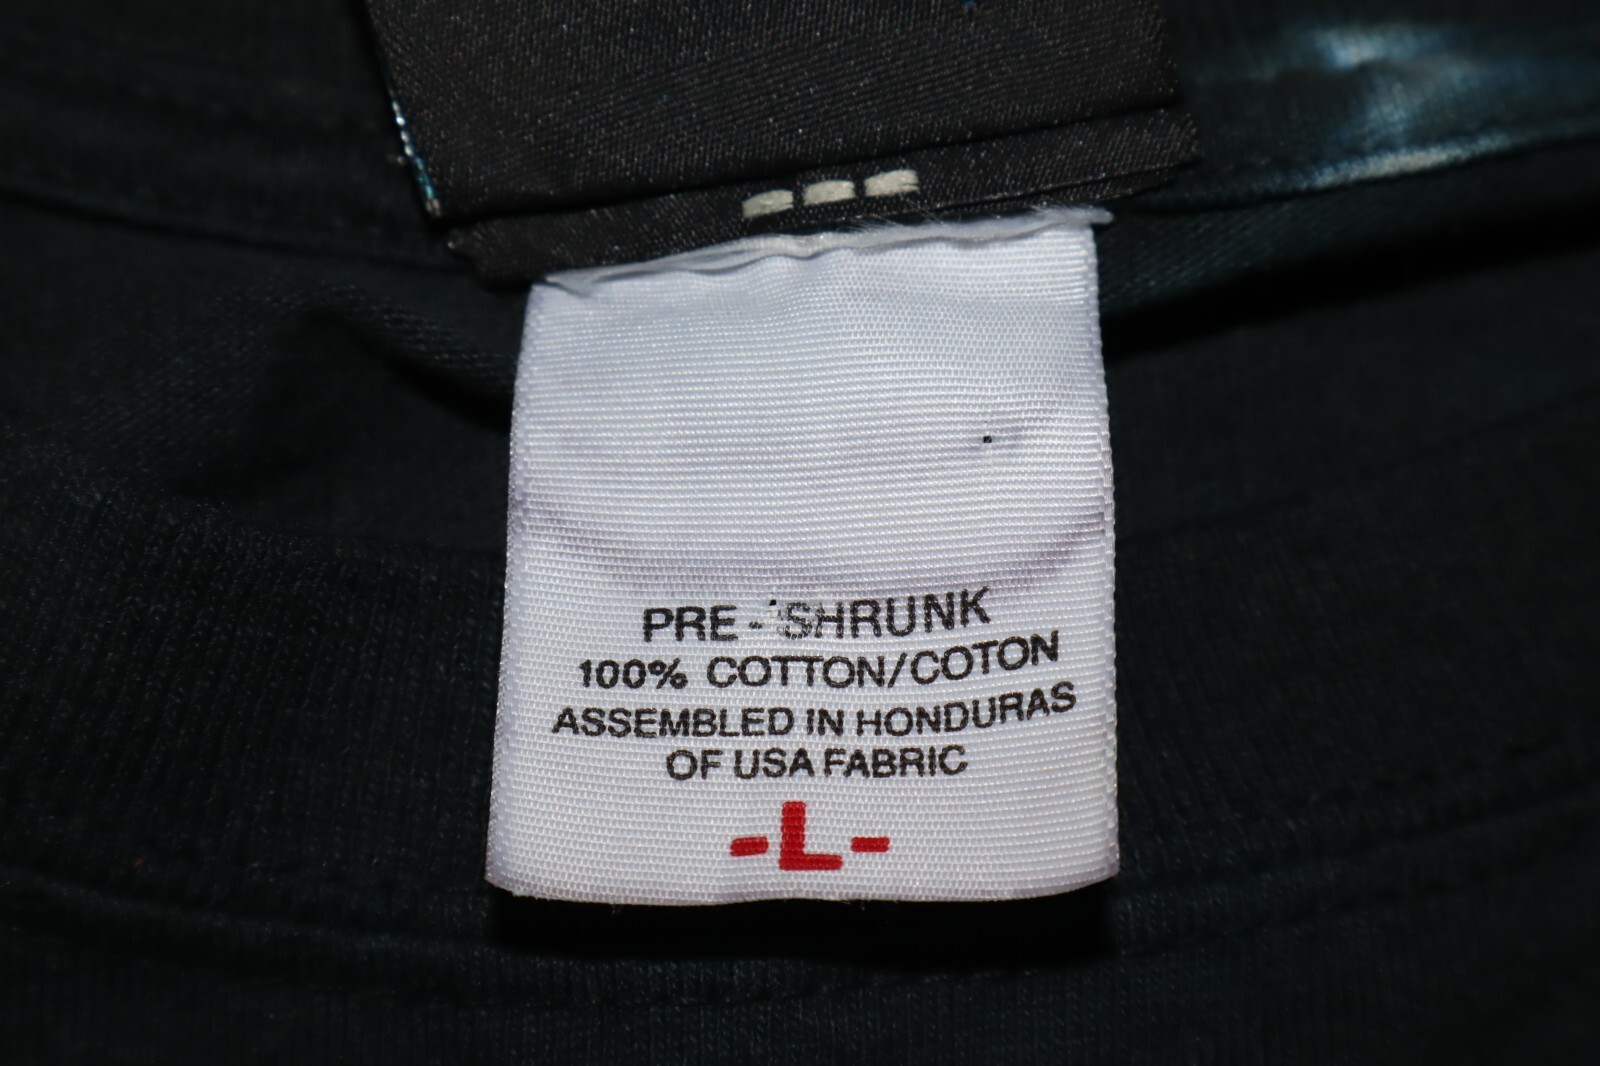 PRE-SHRUNK
100% COTTON/COTON
ASSEMBLED IN HONDURAS
OF USA FABRIC
-L-